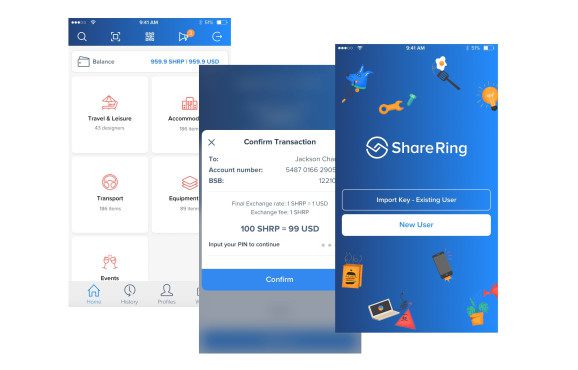 9:41 AM
51%
Balance
959.9 SHRP | 959.9 USD
Travel & Leisure
43 designers
Accommod
186 item
Transport
186 items
Equipment
89 items
Events
Home
History
Profiles
W
Confirm Transaction
To:
Jackson Cha
Account number:
5487 0166 2905
BSB:
12210
Final Exchange rate: 1 SHRP = 1 USD
Exchange fee: 1 SHRP
100 SHRP = 99 USD
Input your PIN to continue
Confirm
9:41 AM
51%
ShareRing
Import Key - Existing User
New User